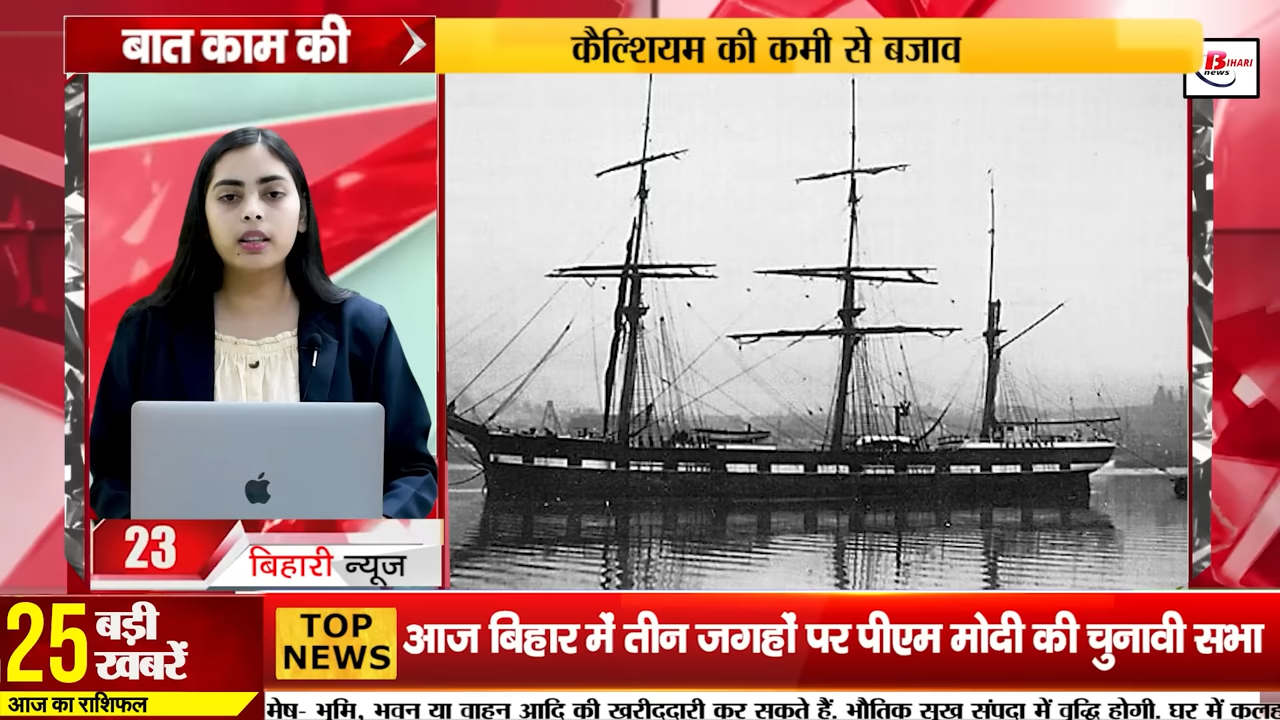 बात काम की
कैल्शियम की कमी से बजाव
BIHARI
news
23
बिहारी न्यूज
25 बड़ी
खबरें
TOP
NEWS
आज बिहार में तीन जगहों पर पीएम मोदी की चुनावी सभा
आज का राशिफल
मेष- भूमि, भवन या वाहन आदि की खरीददारी कर सकते हैं. भौतिक सुख संपदा में वृद्धि होगी. घर में कलह